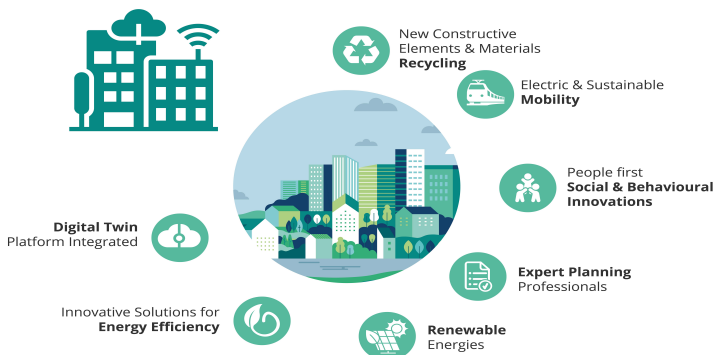 New Constructive
Elements & Materials
Recycling
Electric & Sustainable
Mobility
People first
Social & Behavioural
Innovations
Digital Twin
Platform Integrated
Expert Planning
Professionals
Innovative Solutions for
Energy Efficiency
Renewable
Energies